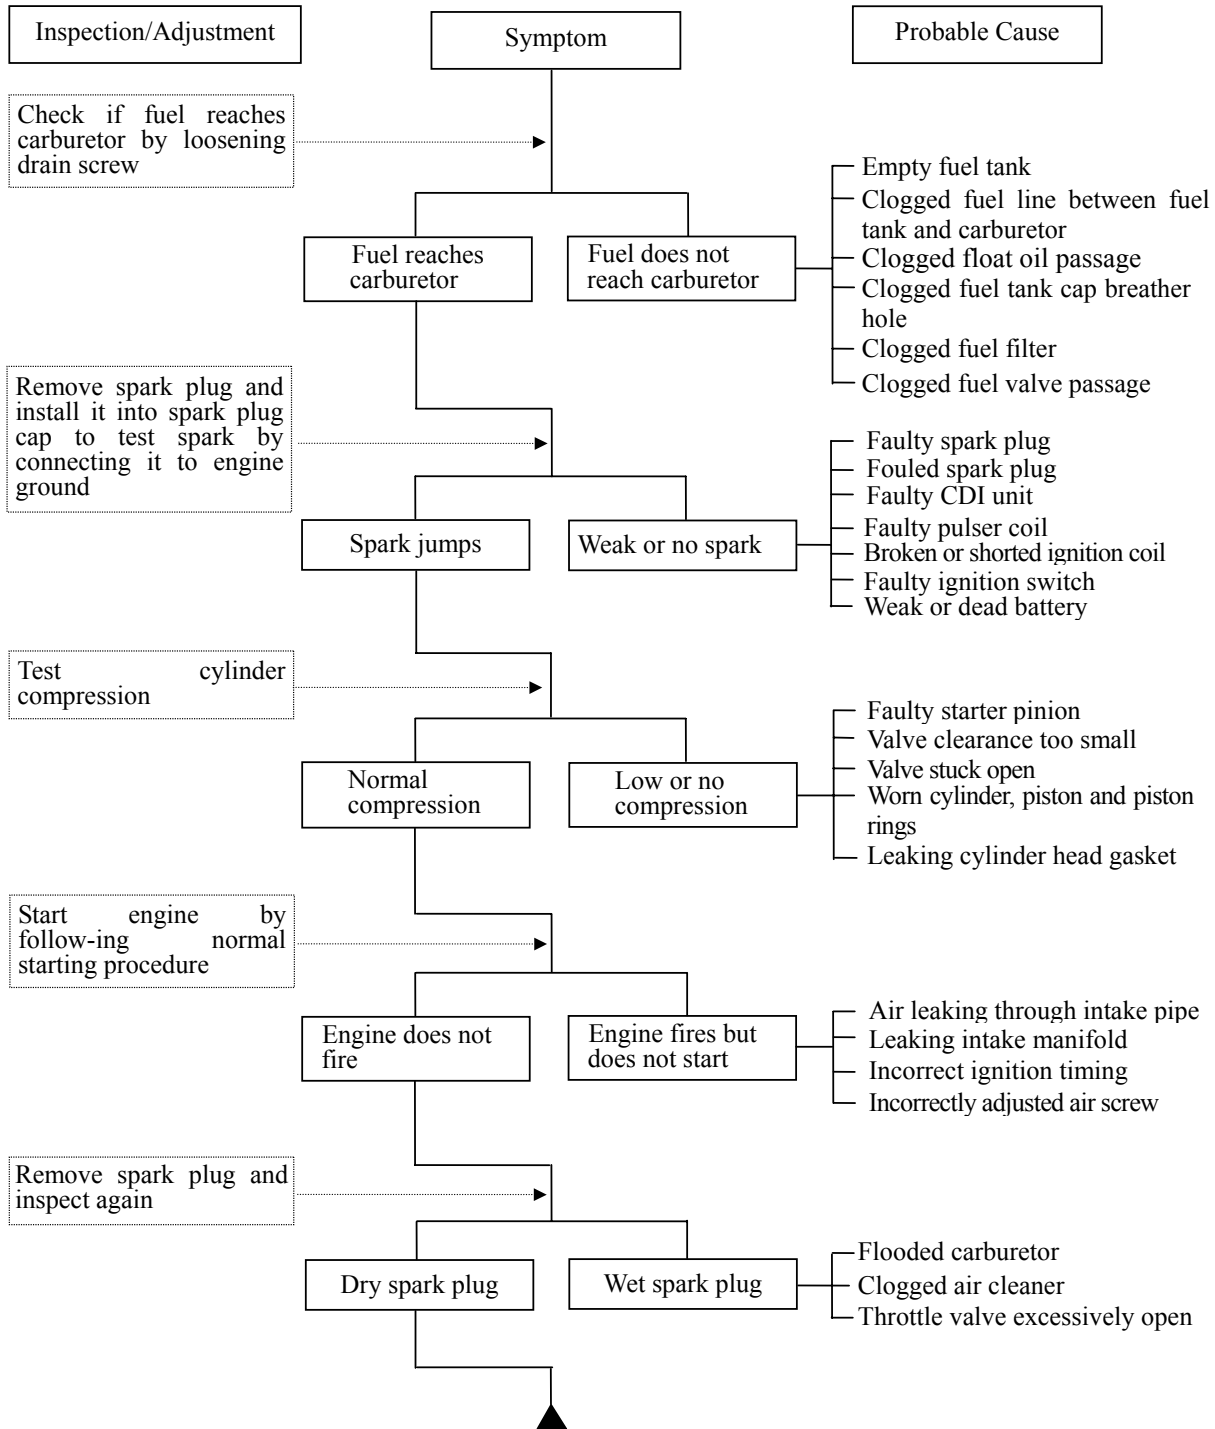 Inspection/Adjustment
Symptom
Probable Cause
Check if fuel reaches
carburetor by loosening
drain screw
Empty fuel tank
Clogged fuel line between fuel
tank and carburetor
Clogged float oil passage
Clogged fuel tank cap breather
hole
Clogged fuel filter
Clogged fuel valve passage
Fuel reaches
carburetor
Fuel does not
reach carburetor
Remove spark plug and
install it into spark plug
cap to test spark by
connecting it to engine
ground
Faulty spark plug
Fouled spark plug
Faulty CDI unit
Faulty pulser coil
Broken or shorted ignition coil
Faulty ignition switch
Weak or dead battery
Spark jumps
Weak or no spark
Test cylinder
compression
Faulty starter pinion
Valve clearance too small
Valve stuck open
Worn cylinder, piston and piston
rings
Leaking cylinder head gasket
Normal
compression
Low or no
compression
Start engine by
follow-ing normal
starting procedure
Engine does not
fire
Engine fires but
does not start
Air leaking through intake pipe
Leaking intake manifold
Incorrect ignition timing
Incorrectly adjusted air screw
Remove spark plug and
inspect again
Dry spark plug
Wet spark plug
Flooded carburetor
Clogged air cleaner
Throttle valve excessively open